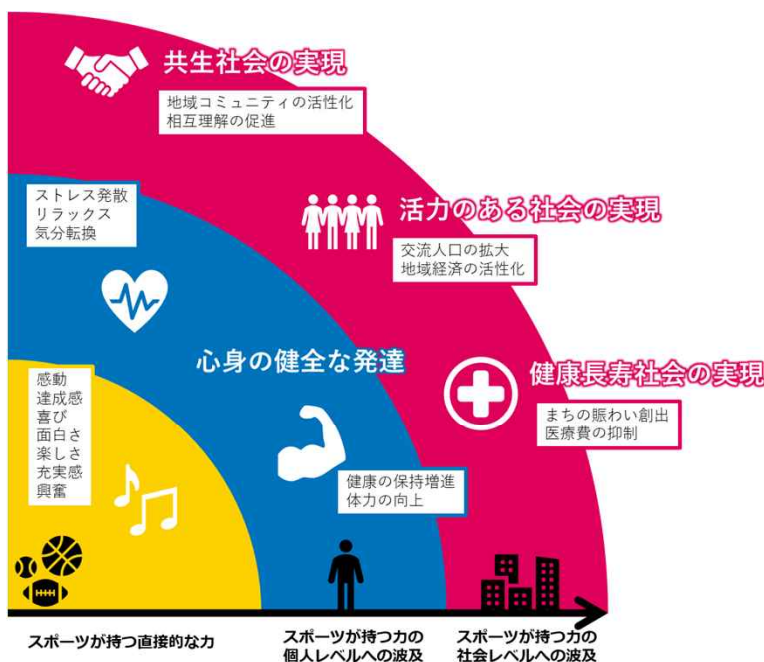 共生社会の実現
地域コミュニティの活性化
相互理解の促進
ストレス発散
リラックス
気分転換
活力のある社会の実現
交流人口の拡大
地域経済の活性化
心身の健全な発達
健康長寿社会の実現
まちの賑わい創出
医療費の抑制
感動
達成感
喜び
面白さ
楽しさ
充実感
興奮
健康の保持増進
体力の向上
スポーツが持つ直接的な力
スポーツが持つ力の
個人レベルへの波及
スポーツが持つ力の
社会レベルへの波及